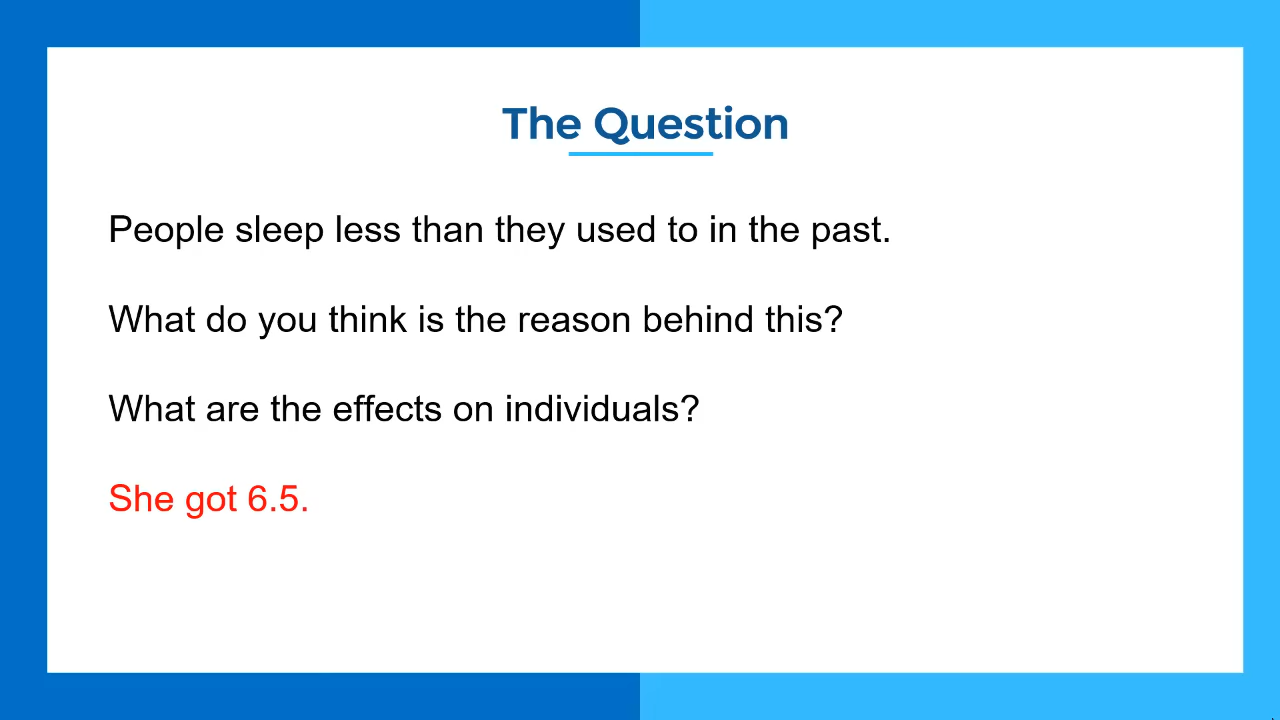 The Question
People sleep less than they used to in the past.
What do you think is the reason behind this?
What are the effects on individuals?
She got 6.5.